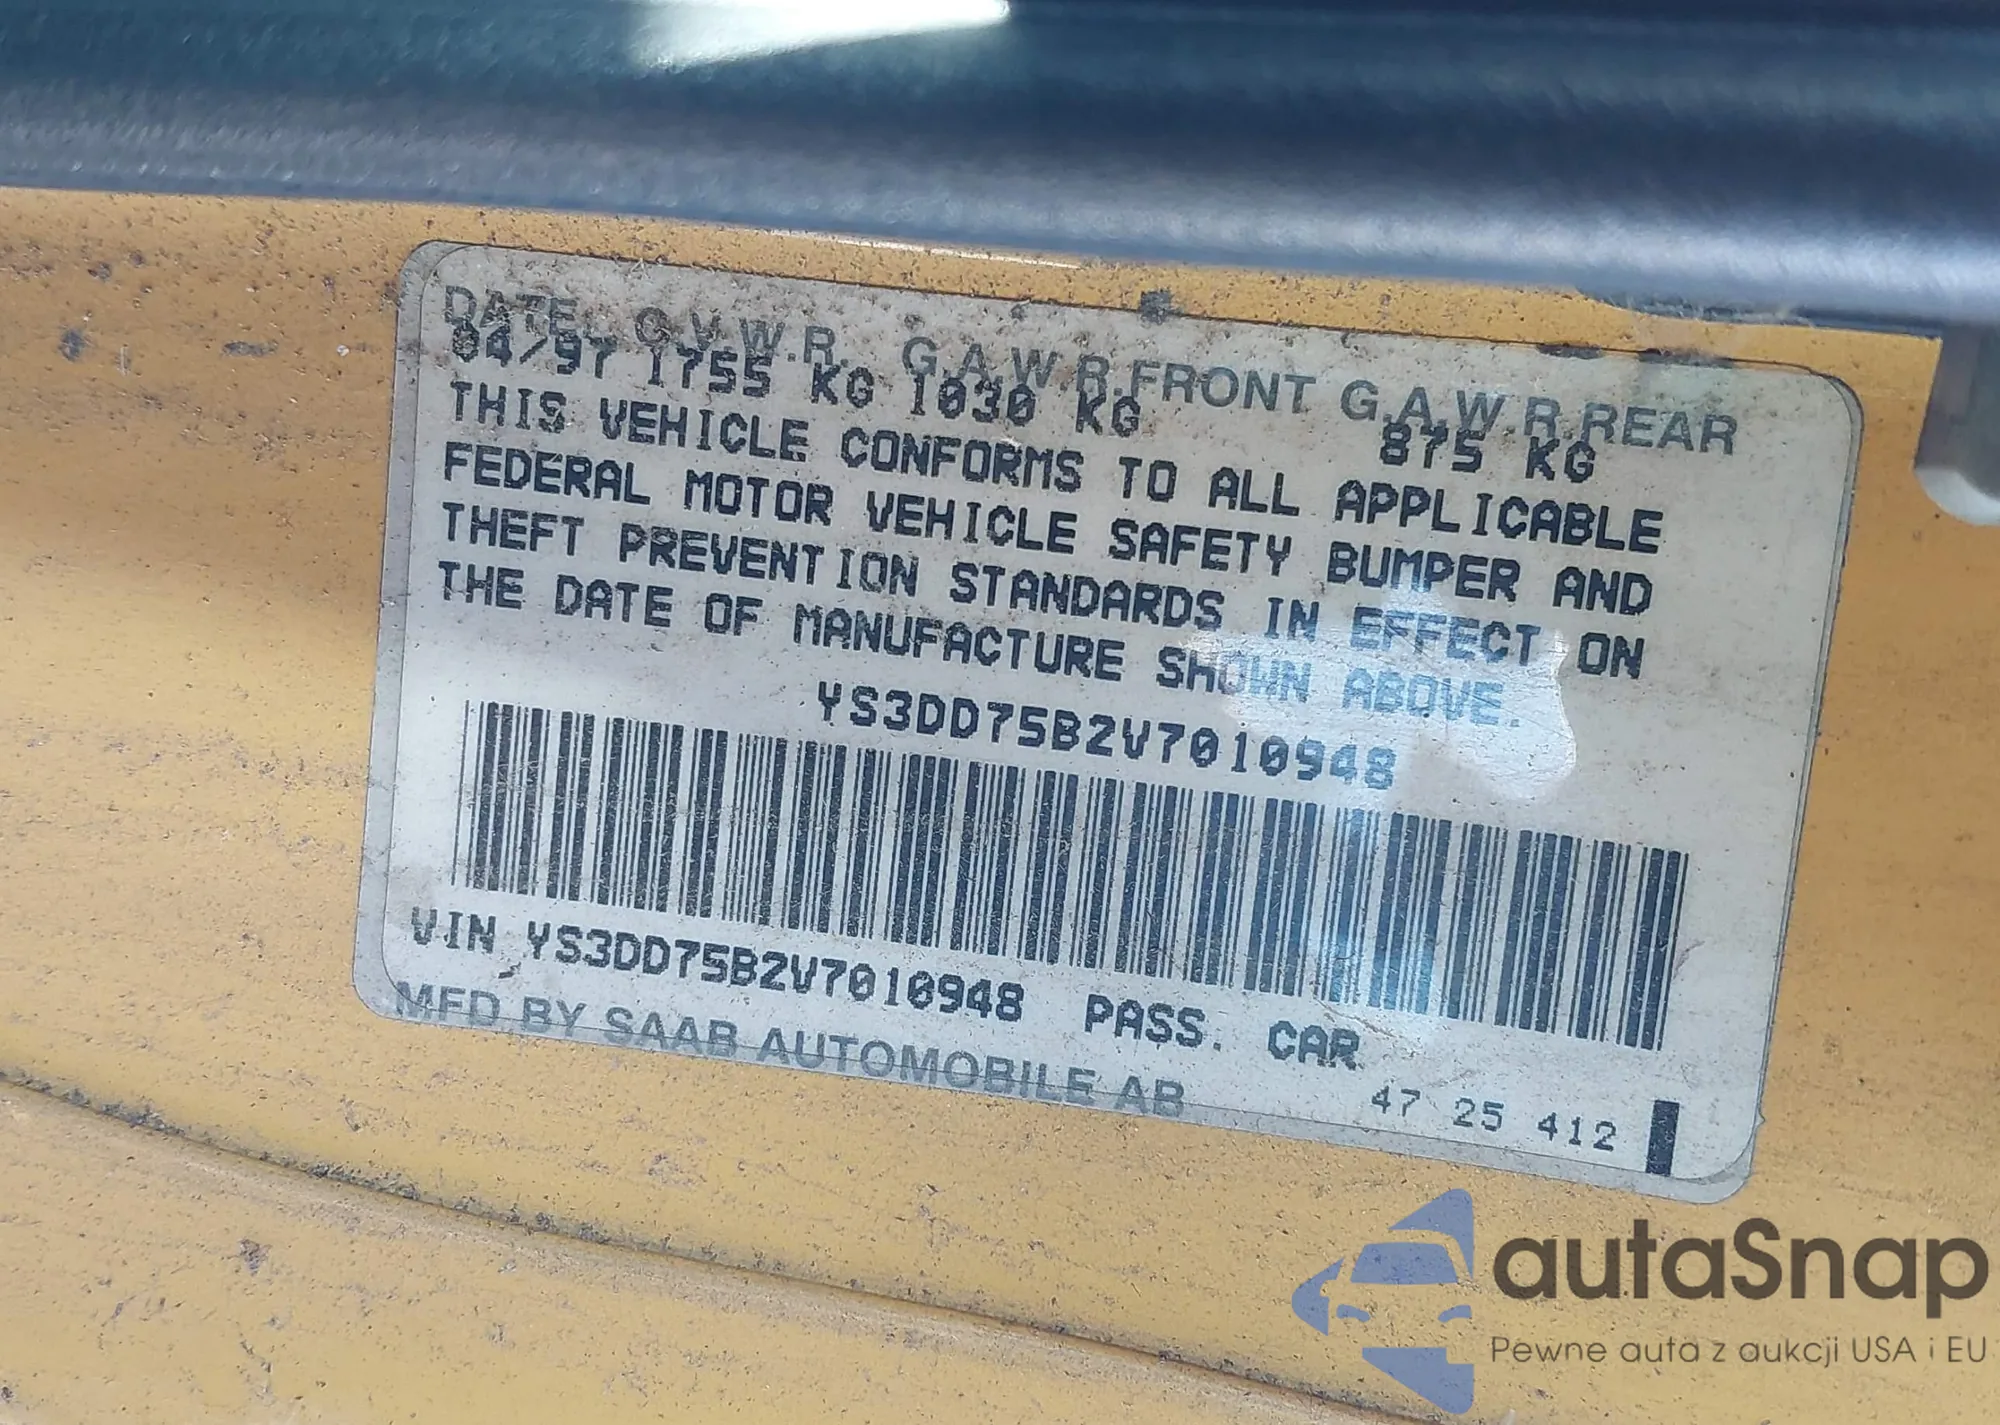 DATE G.V.W.R. G.A.W.R.FRONT G.A.W.R.REAR
04/97 1755 KG 1030 KG 875 KG
THIS VEHICLE CONFORMS TO ALL APPLICABLE
FEDERAL MOTOR VEHICLE SAFETY BUMPER AND
THEFT PREVENTION STANDARDS IN EFFECT ON
THE DATE OF MANUFACTURE SHOWN ABOVE.
YS3DD75B2V7010948
VIN YS3DD75B2V7010948 PASS. CAR
MFD BY SAAB AUTOMOBILE AB
47 25 412
autaSnap
Pewne auta z aukcji USA i EU